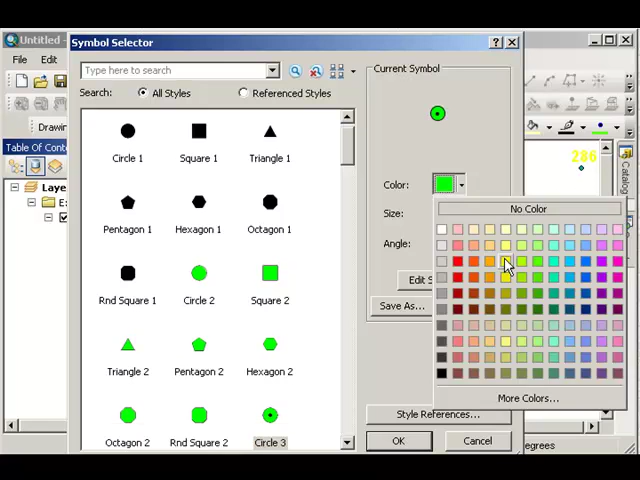 Untitled -
Symbol Selector
File
Edit
Type here to search
Search:
All Styles
Referenced Styles
Drawin
Table Of Conte
Laye
E:
Circle 1
Square 1
Triangle 1
Pentagon 1
Hexagon 1
Octagon 1
Rnd Square 1
Circle 2
Square 2
Triangle 2
Pentagon 2
Hexagon 2
Octagon 2
Rnd Square 2
Circle 3
Current Symbol
Color:
Size:
Angle:
Edit S
Save As...
Style References...
OK
Cancel
No Color
More Colors...
286
Catalog
egrees